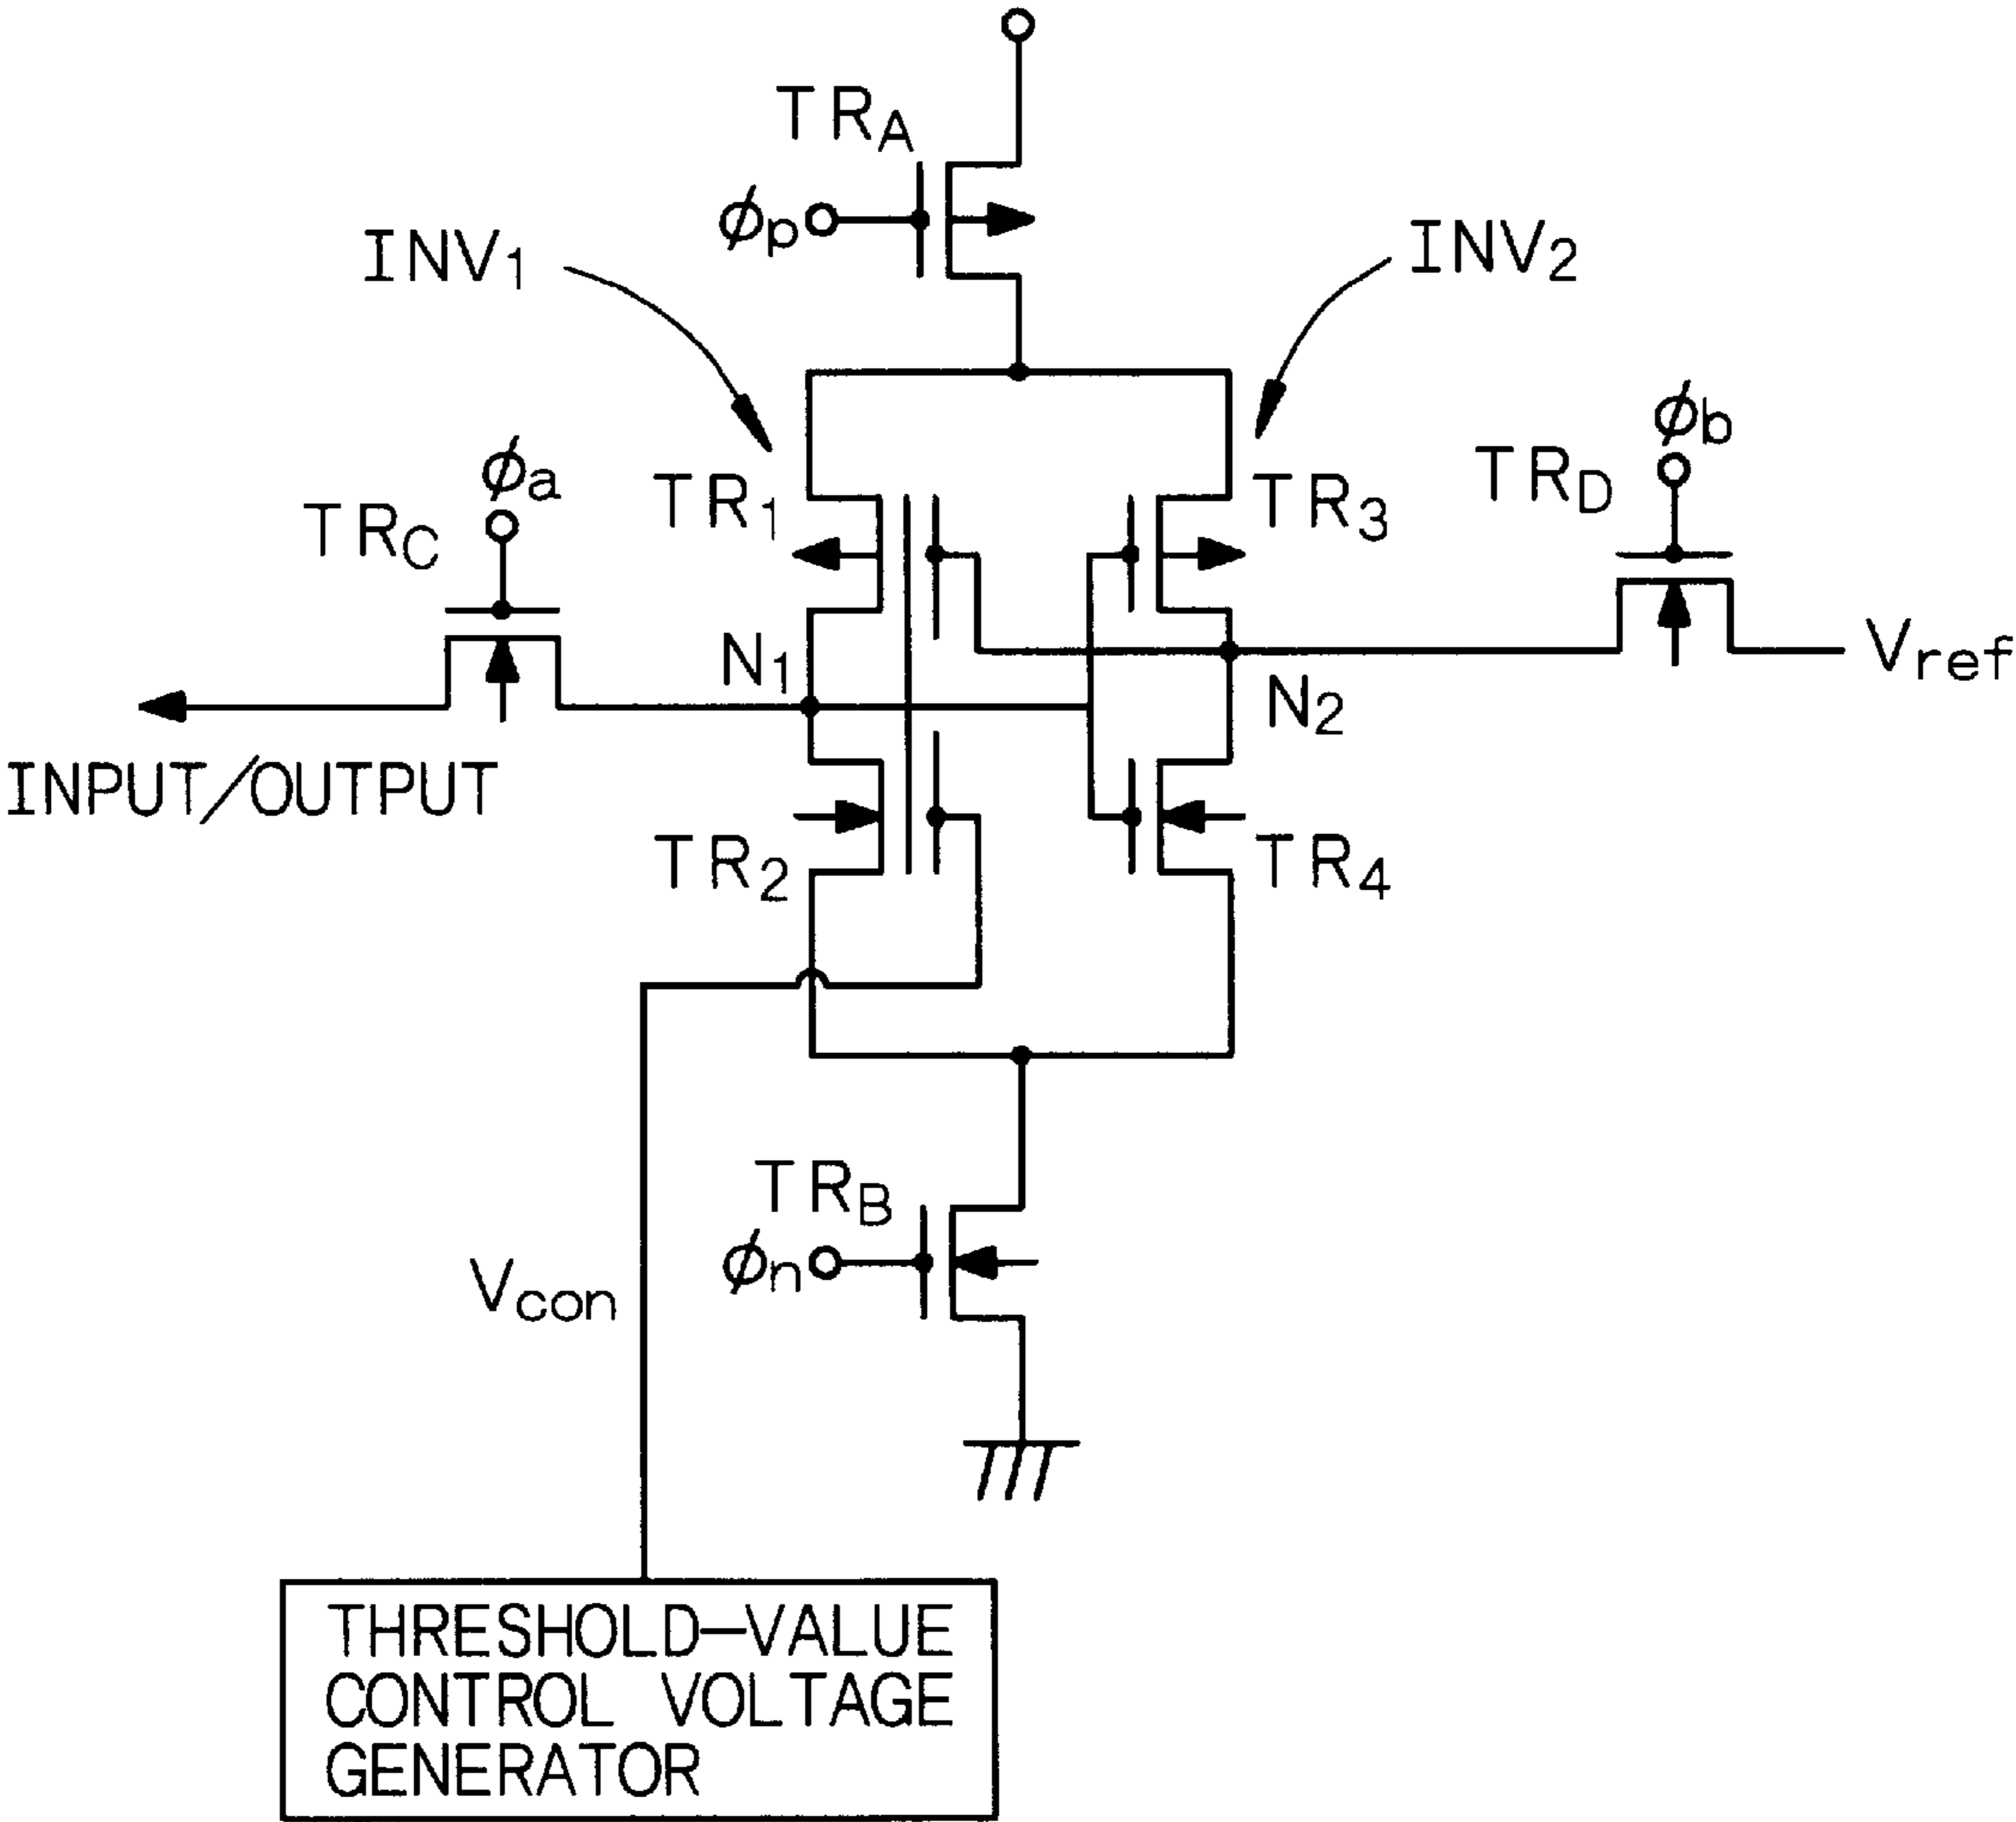 TRA
ϕp
INV1
INV2
ϕa
ϕb
TRC
TR1
TR3
TRD
N1
N2
Vref
INPUT/OUTPUT
TR2
TR4
TRB
ϕn
Vcon
THRESHOLD-VALUE
CONTROL VOLTAGE
GENERATOR